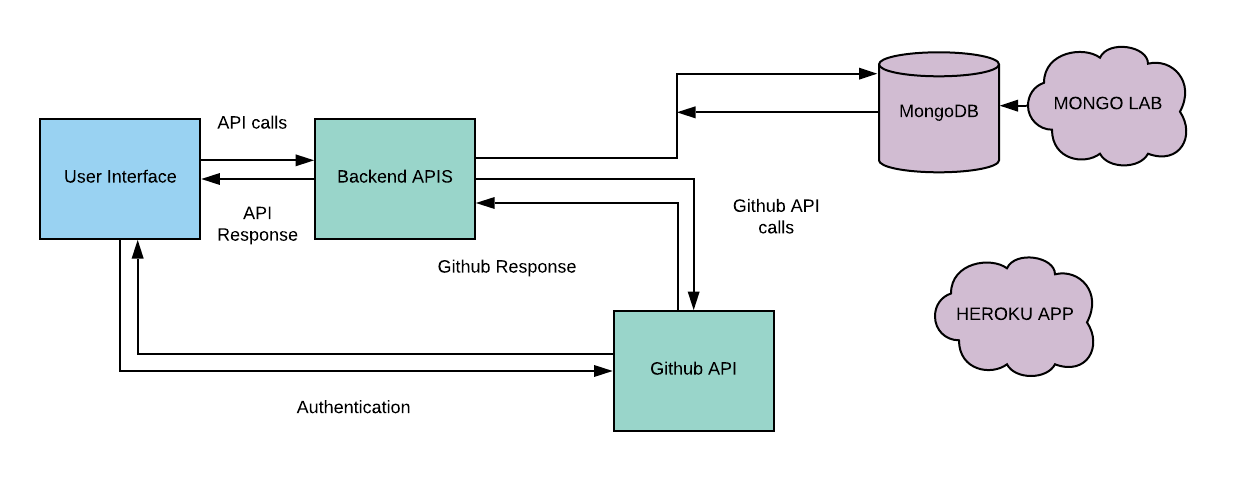 API calls
User Interface
Backend APIS
API
Response
MongoDB
MONGO LAB
Github API
calls
Github Response
HEROKU APP
Github API
Authentication